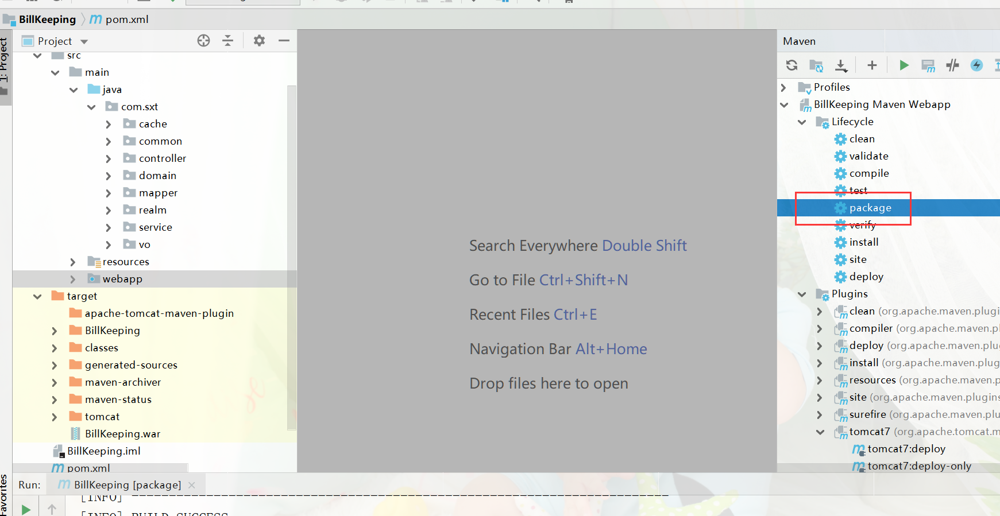 BillKeeping
pom.xml
1: Project
Project
src
main
java
com.sxt
cache
common
controller
domain
mapper
realm
service
vo
resources
webapp
target
apache-tomcat-maven-plugin
BillKeeping
classes
generated-sources
maven-archiver
maven-status
tomcat
BillKeeping.war
BillKeeping.iml
pom.xml
Search Everywhere Double Shift
Go to File Ctrl+Shift+N
Recent Files Ctrl+E
Navigation Bar Alt+Home
Drop files here to open
Maven
Profiles
BillKeeping Maven Webapp
Lifecycle
clean
validate
compile
test
package
verify
install
site
deploy
Plugins
clean (org.apache.maven.plugi
compiler (org.apache.maven.pl
deploy (org.apache.maven.plu
install (org.apache.maven.plug
resources (org.apache.maven.p
site (org.apache.maven.plugins
surefire (org.apache.maven.plu
tomcat7 (org.apache.tomcat.m
tomcat7:deploy
tomcat7:deploy-only
Favorites
Run:
BillKeeping [package]
[INFO] ------------------------------------------------------------------------
[INFO] BUILD SUCCESS